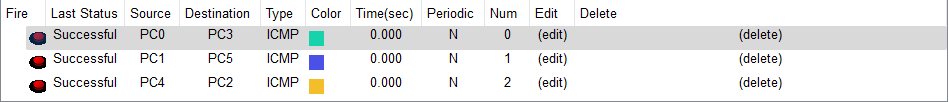 Fire Last Status Source Destination Type Color Time(sec) Periodic Num Edit Delete
Successful PC0 PC3 ICMP 0.000 N 0 (edit) (delete)
Successful PC1 PC5 ICMP 0.000 N 1 (edit) (delete)
Successful PC4 PC2 ICMP 0.000 N 2 (edit) (delete)